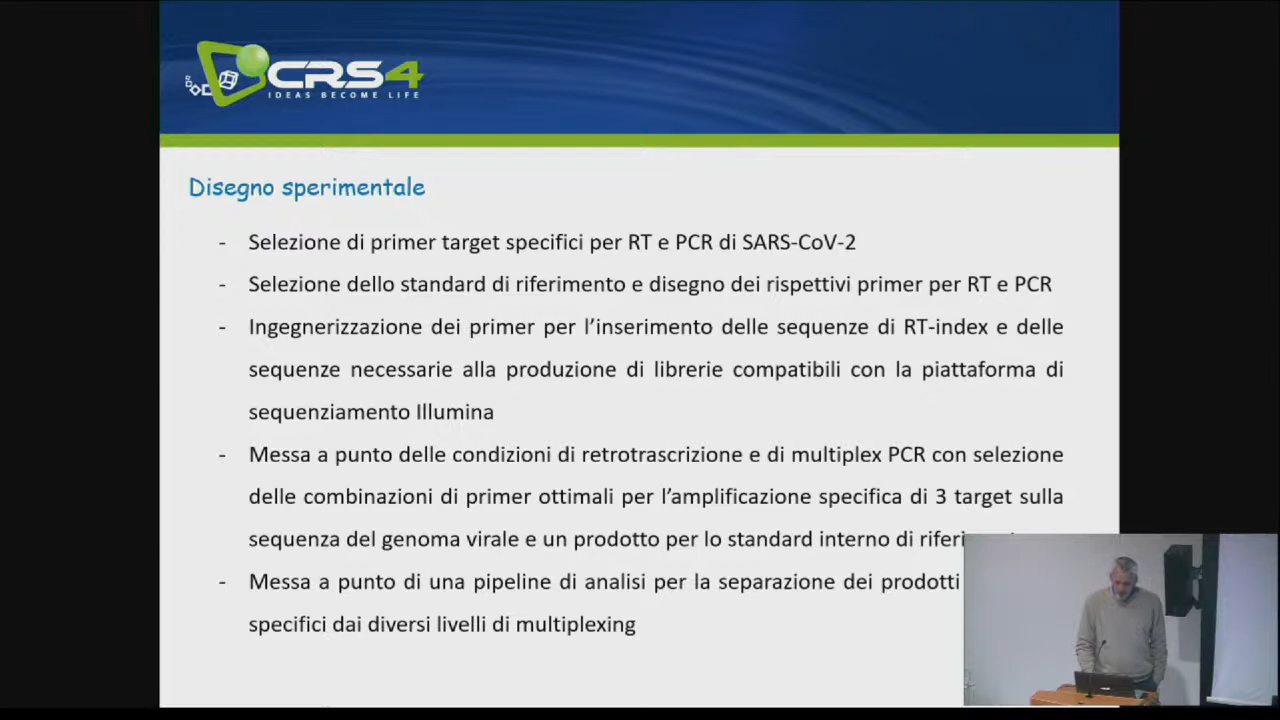 CRS4
IDEAS BECOME LIFE
Disegno sperimentale
- Selezione di primer target specifici per RT e PCR di SARS-CoV-2
- Selezione dello standard di riferimento e disegno dei rispettivi primer per RT e PCR
- Ingegnerizzazione dei primer per l’inserimento delle sequenze di RT-index e delle
sequenze necessarie alla produzione di librerie compatibili con la piattaforma di
sequenziamento Illumina
- Messa a punto delle condizioni di retrotrascrizione e di multiplex PCR con selezione
delle combinazioni di primer ottimali per l’amplificazione specifica di 3 target sulla
sequenza del genoma virale e un prodotto per lo standard interno di
- Messa a punto di una pipeline di analisi per la separazione dei prodotti
specifici dai diversi livelli di multiplexing